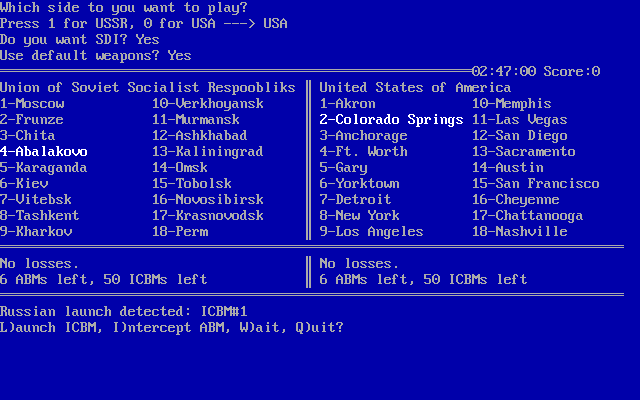 Which side to you want to play?
Press 1 for USSR, 0 for USA ---> USA
Do you want SDI? Yes
Use default weapons? Yes
02:47:00 Score:0
Union of Soviet Socialist Respoobliks ║ United States of America
1-Moscow 10-Verkhoyansk ║ 1-Akron 10-Memphis
2-Frunze 11-Murmansk ║ 2-Colorado Springs 11-Las Vegas
3-Chita 12-Ashkhabad ║ 3-Anchorage 12-San Diego
4-Abalakovo 13-Kaliningrad ║ 4-Ft. Worth 13-Sacramento
5-Karaganda 14-Omsk ║ 5-Gary 14-Austin
6-Kiev 15-Tobolsk ║ 6-Yorktown 15-San Francisco
7-Vitebsk 16-Novosibirsk ║ 7-Detroit 16-Cheyenne
8-Tashkent 17-Krasnovodsk ║ 8-New York 17-Chattanooga
9-Kharkov 18-Perm ║ 9-Los Angeles 18-Nashville
No losses. ║ No losses.
6 ABMs left, 50 ICBMs left ║ 6 ABMs left, 50 ICBMs left
Russian launch detected: ICBM#1
L)aunch ICBM, I)ntercept ABM, W)ait, Q)uit?